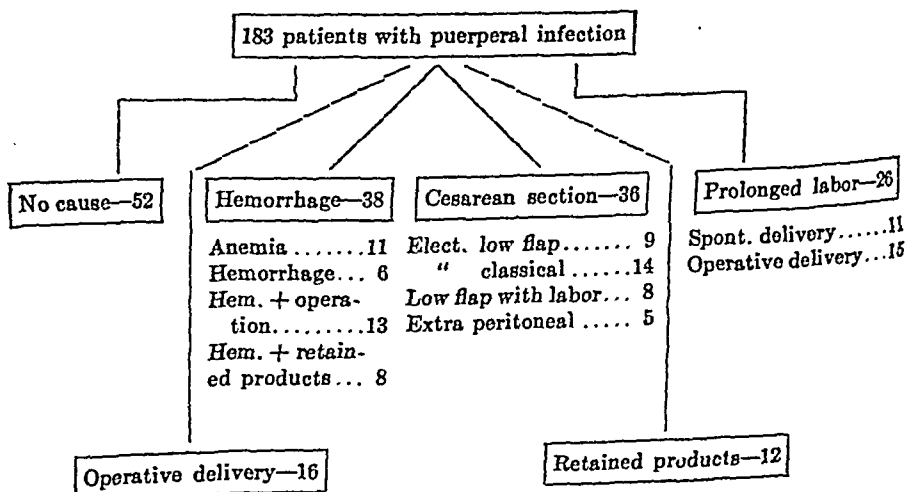 183 patients with puerperal infection
No cause—52
Hemorrhage—38
Anemia .......11
Hemorrhage... 6
Hem. + opera-
tion.........13
Hem. + retain-
ed products... 8
Cesarean section—36
Elect. low flap....... 9
“ classical ......14
Low flap with labor... 8
Extra peritoneal ..... 5
Prolonged labor—26
Spont. delivery......11
Operative delivery...15
Operative delivery—16
Retained products—12